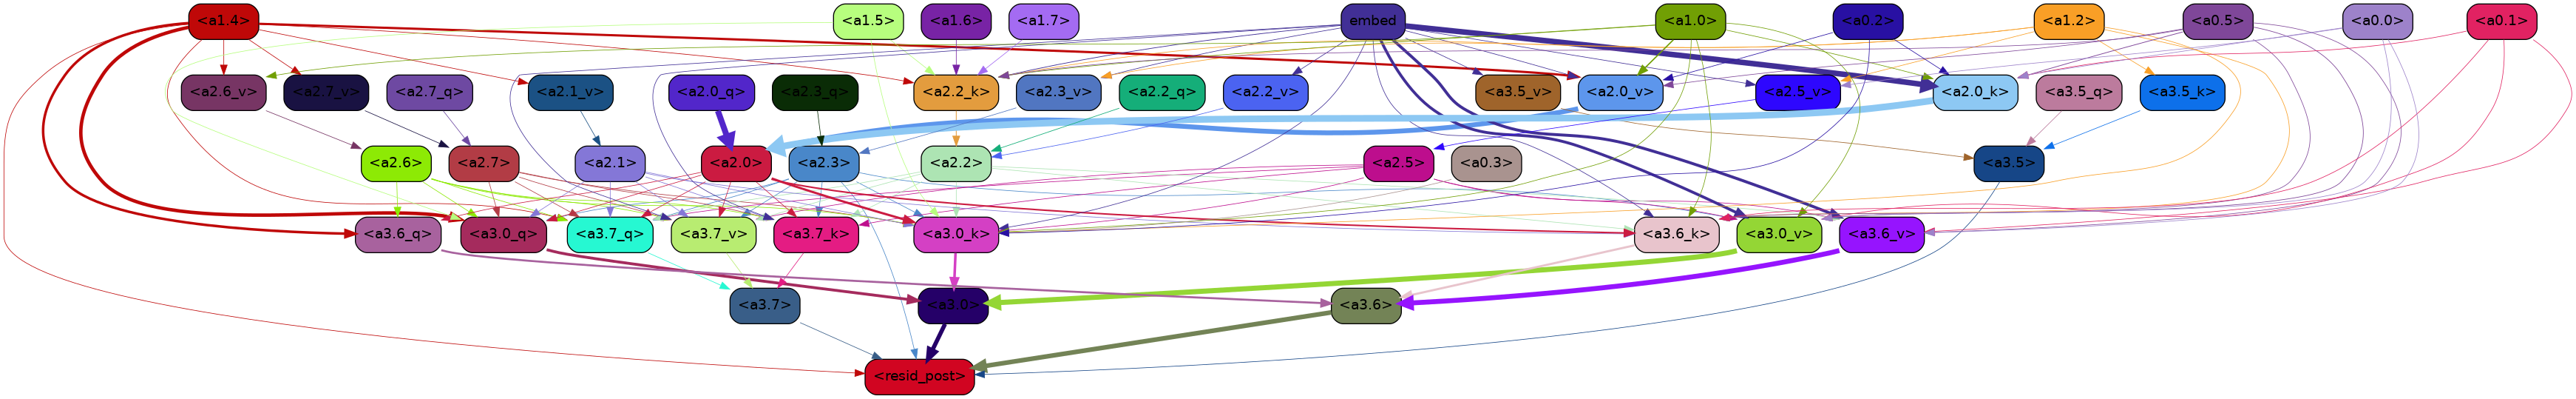 <a1.4> <a1.5> <a1.6> <a1.7> embed <a1.0> <a0.2> <a1.2> <a0.5> <a0.0> <a0.1>
<a2.6_v> <a2.7_v> <a2.7_q> <a2.1_v> <a2.0_q> <a2.3_q> <a2.2_k> <a2.3_v> <a2.2_q> <a2.2_v> <a3.5_v> <a2.0_v> <a2.5_v> <a2.0_k> <a3.5_q> <a3.5_k>
<a2.6> <a2.7> <a2.1> <a2.0> <a2.3> <a2.2> <a2.5> <a0.3> <a3.5>
<a3.6_q> <a3.0_q> <a3.7_q> <a3.7_v> <a3.7_k> <a3.0_k> <a3.6_k> <a3.0_v> <a3.6_v>
<a3.7> <a3.0> <a3.6>
<resid_post>